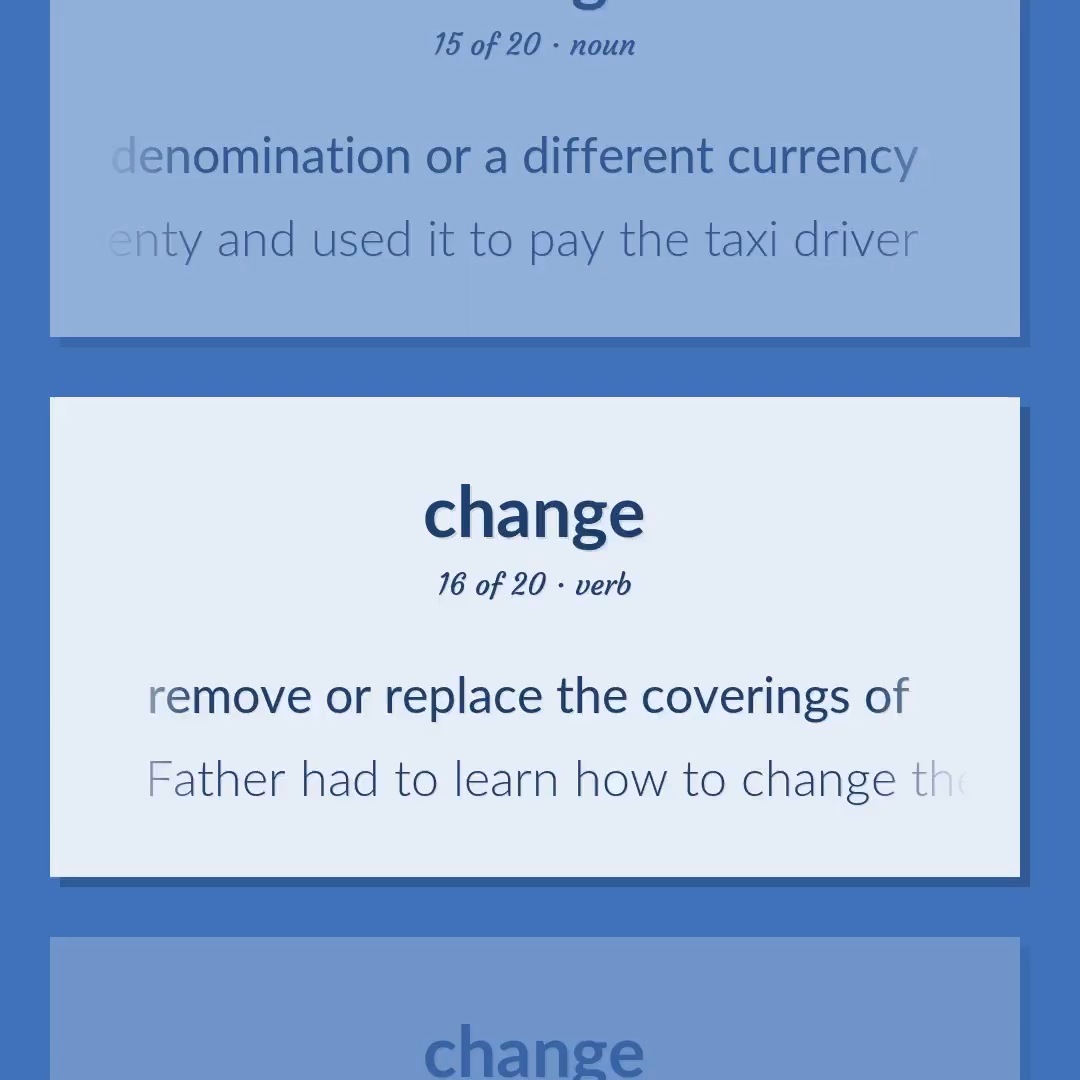 15 of 20 · noun
denomination or a different currency
enty and used it to pay the taxi driver
change
16 of 20 · verb
remove or replace the coverings of
Father had to learn how to change the
change